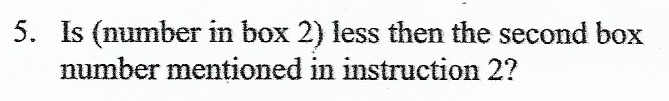 5. Is (number in box 2) less then the second box
number mentioned in instruction 2?